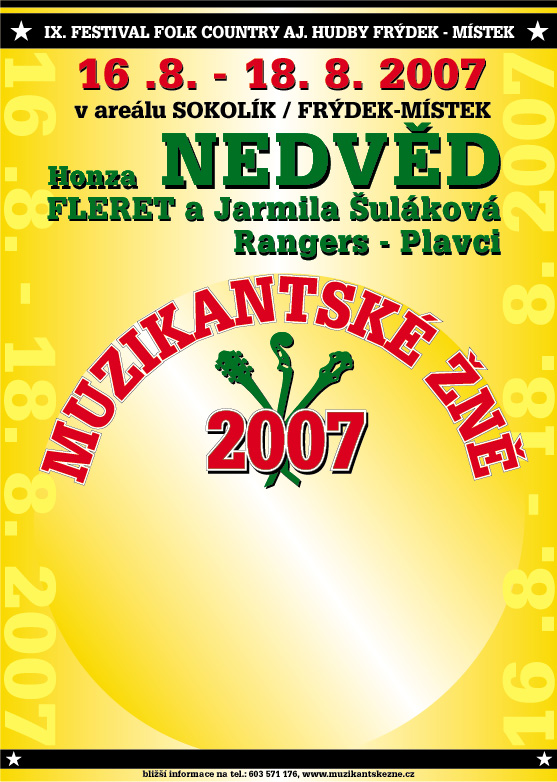 IX. FESTIVAL FOLK COUNTRY AJ. HUDBY FRÝDEK - MÍSTEK
16 .8. - 18. 8. 2007
v areálu SOKOLÍK / FRÝDEK-MÍSTEK
Honza NEDVĚD
FLERET a Jarmila Šuláková
Rangers - Plavci
MUZIKANTSKÉ ŽNĚ
2007
16 .8. - 18. 8. 2007
16 .8. - 18. 8. 2007
bližší informace na tel.: 603 571 176, www.muzikantskezne.cz